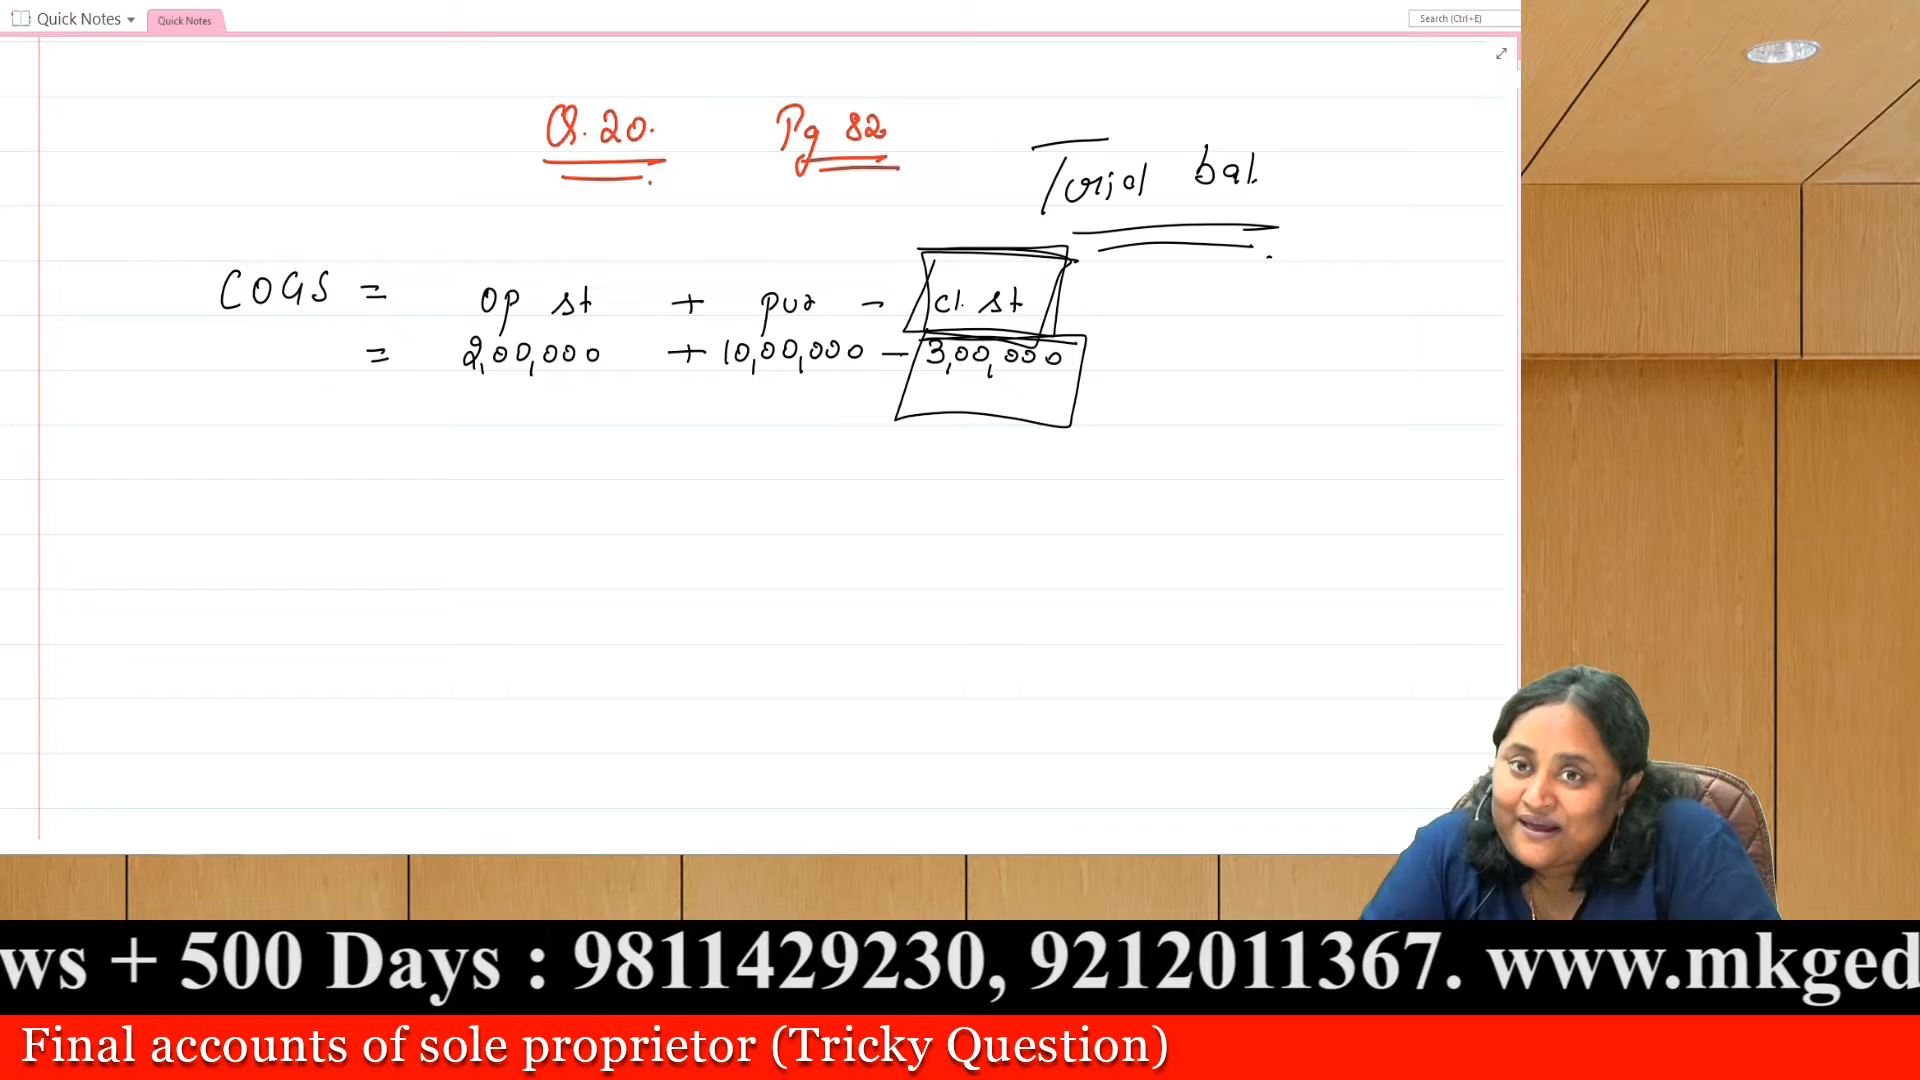 Quick Notes
Quick Notes
Search (Ctrl+E)
Q. 20. Pg 82
Trial bal.
COGS = Op st + pur - cl. st
= 2,00,000 + 10,00,000 - 3,00,000
ws + 500 Days : 9811429230, 9212011367. www.mkged
Final accounts of sole proprietor (Tricky Question)